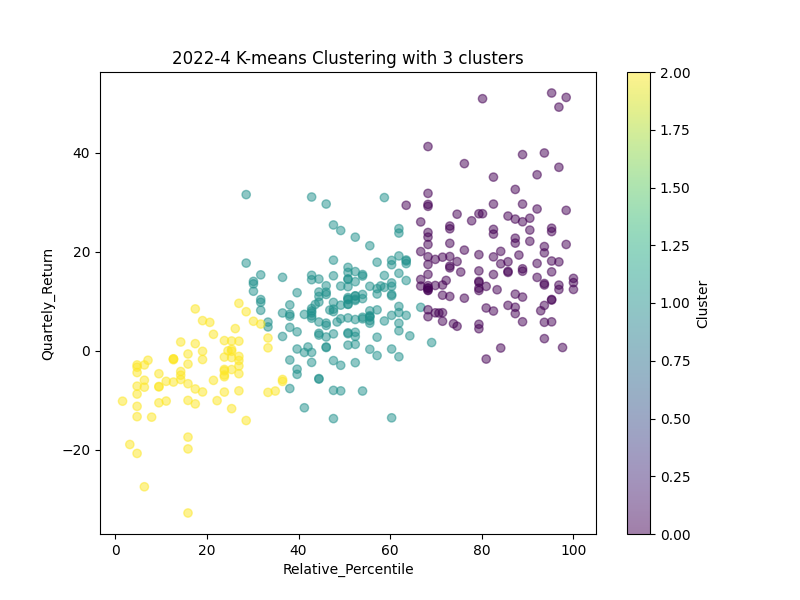 2022-4 K-means Clustering with 3 clusters
Quartely_Return
40
20
0
−20
0 20 40 60 80 100
Relative_Percentile
2.00
1.75
1.50
1.25
1.00
0.75
0.50
0.25
0.00
Cluster